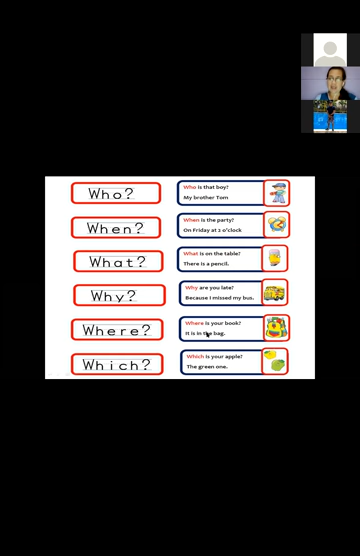 Who?
Who is that boy?
My brother Tom
When?
When is the party?
On Friday at 2 o'clock
What?
What is on the table?
There is a pencil.
Why?
Why are you late?
Because I missed my bus.
Where?
Where is your book?
It is in the bag.
Which?
Which is your apple?
The green one.